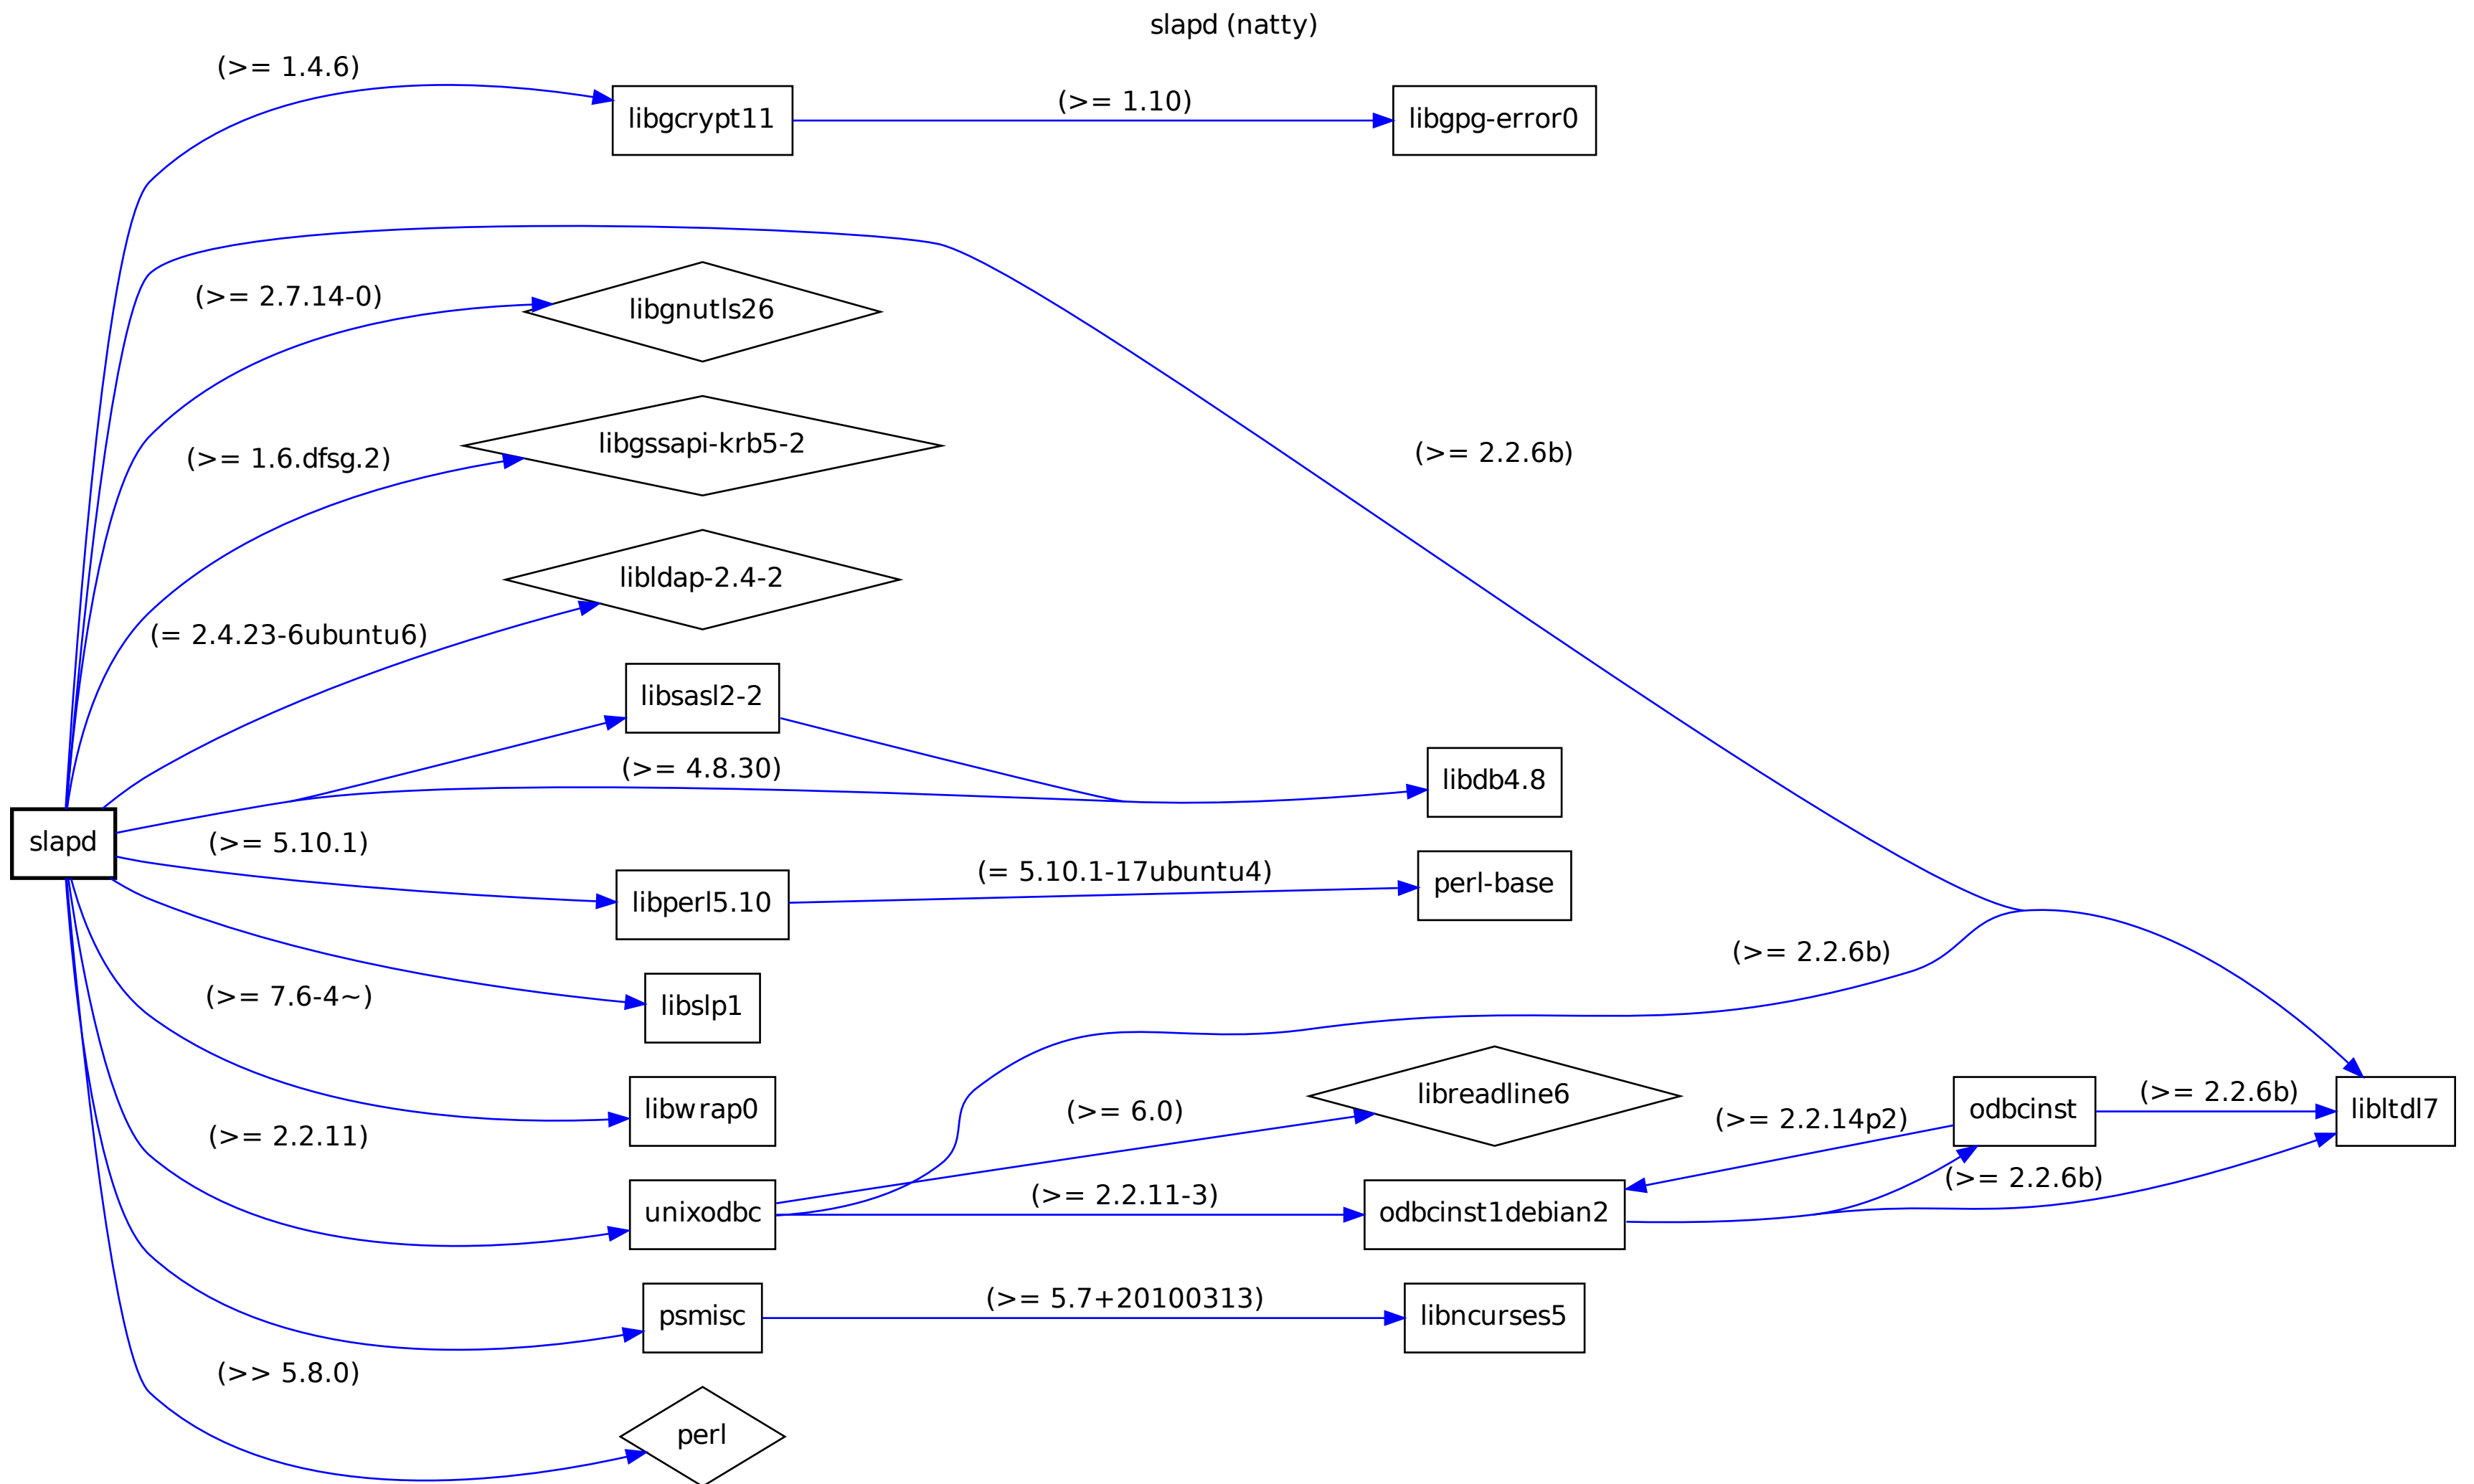 slapd (natty)
(>= 1.4.6)
libgcrypt11
(>= 1.10)
libgpg-error0
(>= 2.7.14-0)
libgnutls26
(>= 1.6.dfsg.2)
libgssapi-krb5-2
(>= 2.2.6b)
libldap-2.4-2
(= 2.4.23-6ubuntu6)
libsasl2-2
(>= 4.8.30)
libdb4.8
slapd
(>= 5.10.1)
libperl5.10
(= 5.10.1-17ubuntu4)
perl-base
(>= 2.2.6b)
(>= 7.6-4~)
libslp1
libwrap0
(>= 6.0)
libreadline6
(>= 2.2.14p2)
odbcinst
(>= 2.2.6b)
libltdl7
(>= 2.2.11)
unixodbc
(>= 2.2.11-3)
odbcinst1debian2
(>= 2.2.6b)
psmisc
(>= 5.7+20100313)
libncurses5
(>> 5.8.0)
perl